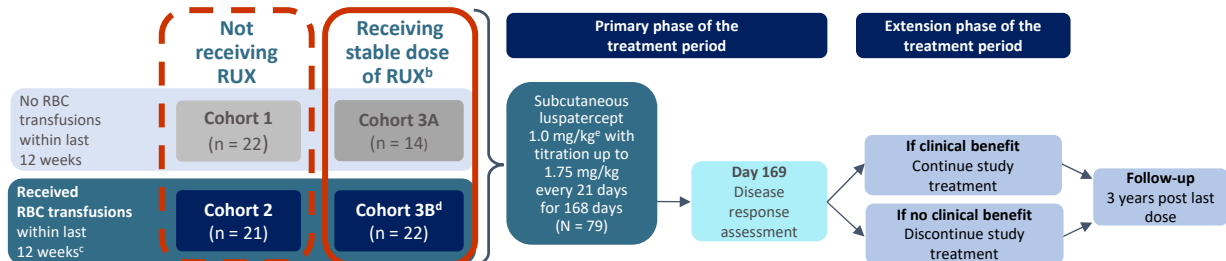 Not
receiving
RUX
Receiving
stable dose
of RUXᵇ
Primary phase of the
treatment period
Extension phase of the
treatment period
No RBC
transfusions
within last
12 weeks
Cohort 1
(n = 22)
Cohort 3A
(n = 14)
Received
RBC transfusions
within last
12 weeksᶜ
Cohort 2
(n = 21)
Cohort 3Bᵈ
(n = 22)
Subcutaneous
luspatercept
1.0 mg/kgᵉ with
titration up to
1.75 mg/kg
every 21 days
for 168 days
(N = 79)
Day 169
Disease
response
assessment
If clinical benefit
Continue study
treatment
If no clinical benefit
Discontinue study
treatment
Follow-up
3 years post last
dose